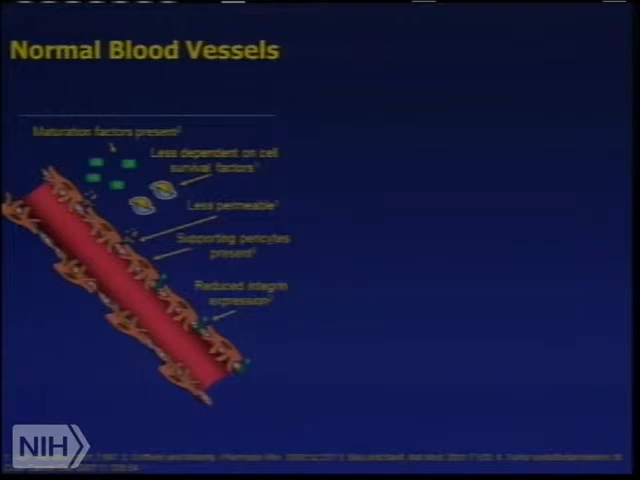 Normal Blood Vessels
Maturation factors present
Less dependent on cell
survival factors
Less permeable
Supporting pericytes
present
Reduced integrin
expression
NIH